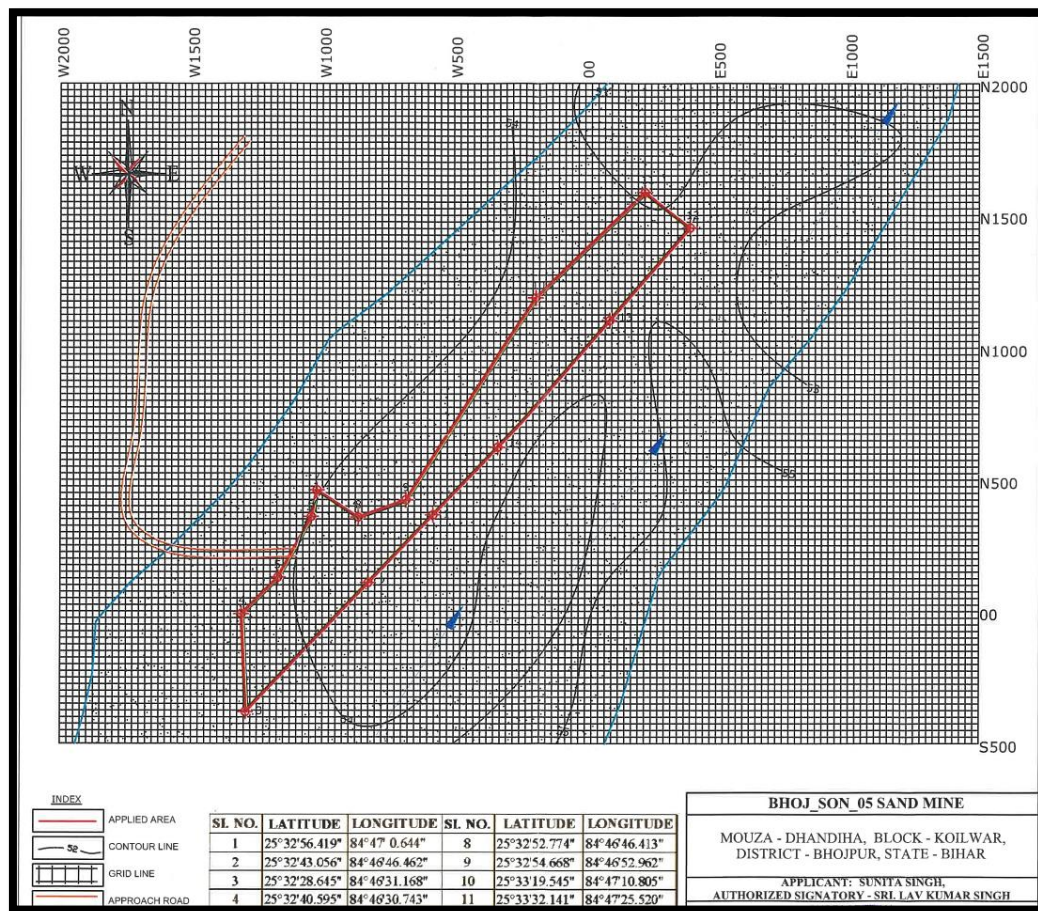 W2000 W1500 W1000 W500 00 E500 E1000 E1500
N2000
N
54
W E
S
N1500
N1000
53
55
N500
00
S500
INDEX
APPLIED AREA
52 CONTOUR LINE
GRID LINE
APPROACH ROAD
SL. NO. LATITUDE LONGITUDE SL. NO. LATITUDE LONGITUDE
1 25°32'56.419" 84°47' 0.644" 8 25°32'52.774" 84°46'46.413"
2 25°32'43.056" 84°46'46.462" 9 25°32'54.668" 84°46'52.962"
3 25°32'28.645" 84°46'31.168" 10 25°33'19.545" 84°47'10.805"
4 25°32'40.595" 84°46'30.743" 11 25°33'32.141" 84°47'25.520"
BHOJ_SON_05 SAND MINE
MOUZA - DHANDIHA, BLOCK - KOILWAR,
DISTRICT - BHOJPUR, STATE - BIHAR
APPLICANT: SUNITA SINGH,
AUTHORIZED SIGNATORY - SRI. LAV KUMAR SINGH